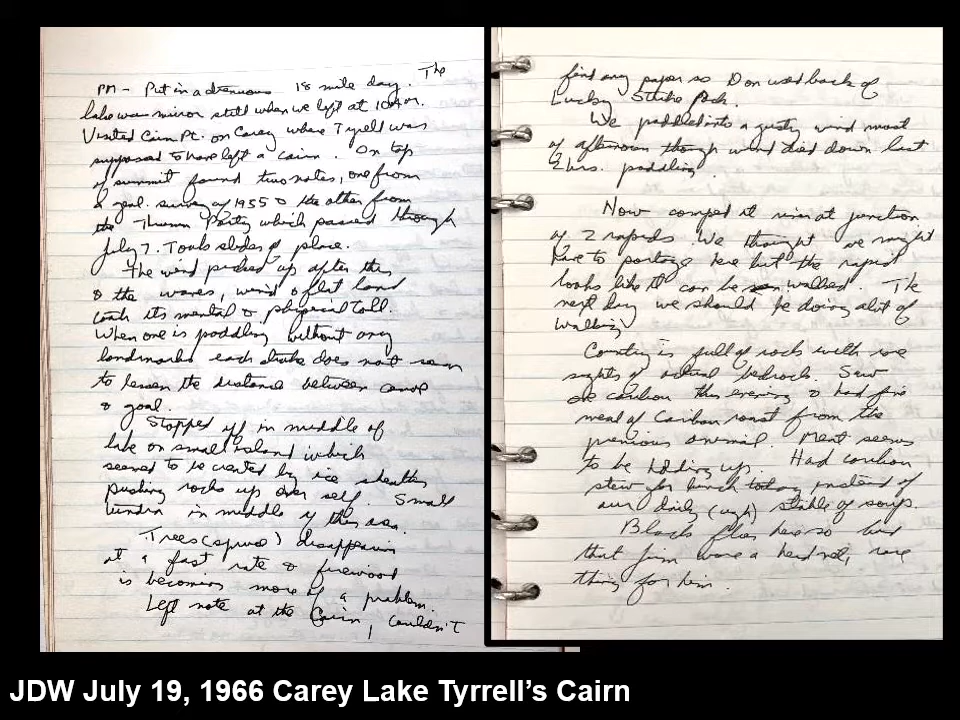 PM - Put in a strenuous 18 mile day. The
lake was mirror still when we left at 10 AM.
Visited Cairn Pt. on Carey where Tyrell was
supposed to have left a cairn. On top
of summit found two notes, one from
a geol. survey of 1955 & the other from
the Thumm Party which passed through
July 7. Took slides of place.
The wind picked up after this
& the waves, wind & flat land
took its mental & physical toll.
When one is paddling without any
landmarks each stroke does not seem
to lessen the distance between canoe
& goal.
Stopped off in middle of
lake on small island which
seemed to be created by ice sheaths
pushing rocks up over self. Small
tundra in middle of this area.
Trees (spruce) disappearing
at a fast rate & firewood
is becoming more of a problem.
Left note at the Cairn, couldn't
find any paper so Don used back of
Lucky Strike Pack.
We paddled into a gusty wind most
of afternoon though wind died down last
2 hrs. paddling.
Now camped at river at junction
of 2 rapids. We thought we might
have to portage here but the rapid
looks like it can be walked. The
next day we should be doing alot of
walking
Country is full of rocks with
sights of actual bedrock. Saw
one caribou this evening & had fine
meal of Caribou roast from the
previous animal. Meat seems
to be holding up. Had caribou
stew for lunch today instead of
our daily (ugh) stable of soups.
Black flies here so bad
that Jim wore a headnet, rare
thing for him.
JDW July 19, 1966 Carey Lake Tyrrell's Cairn